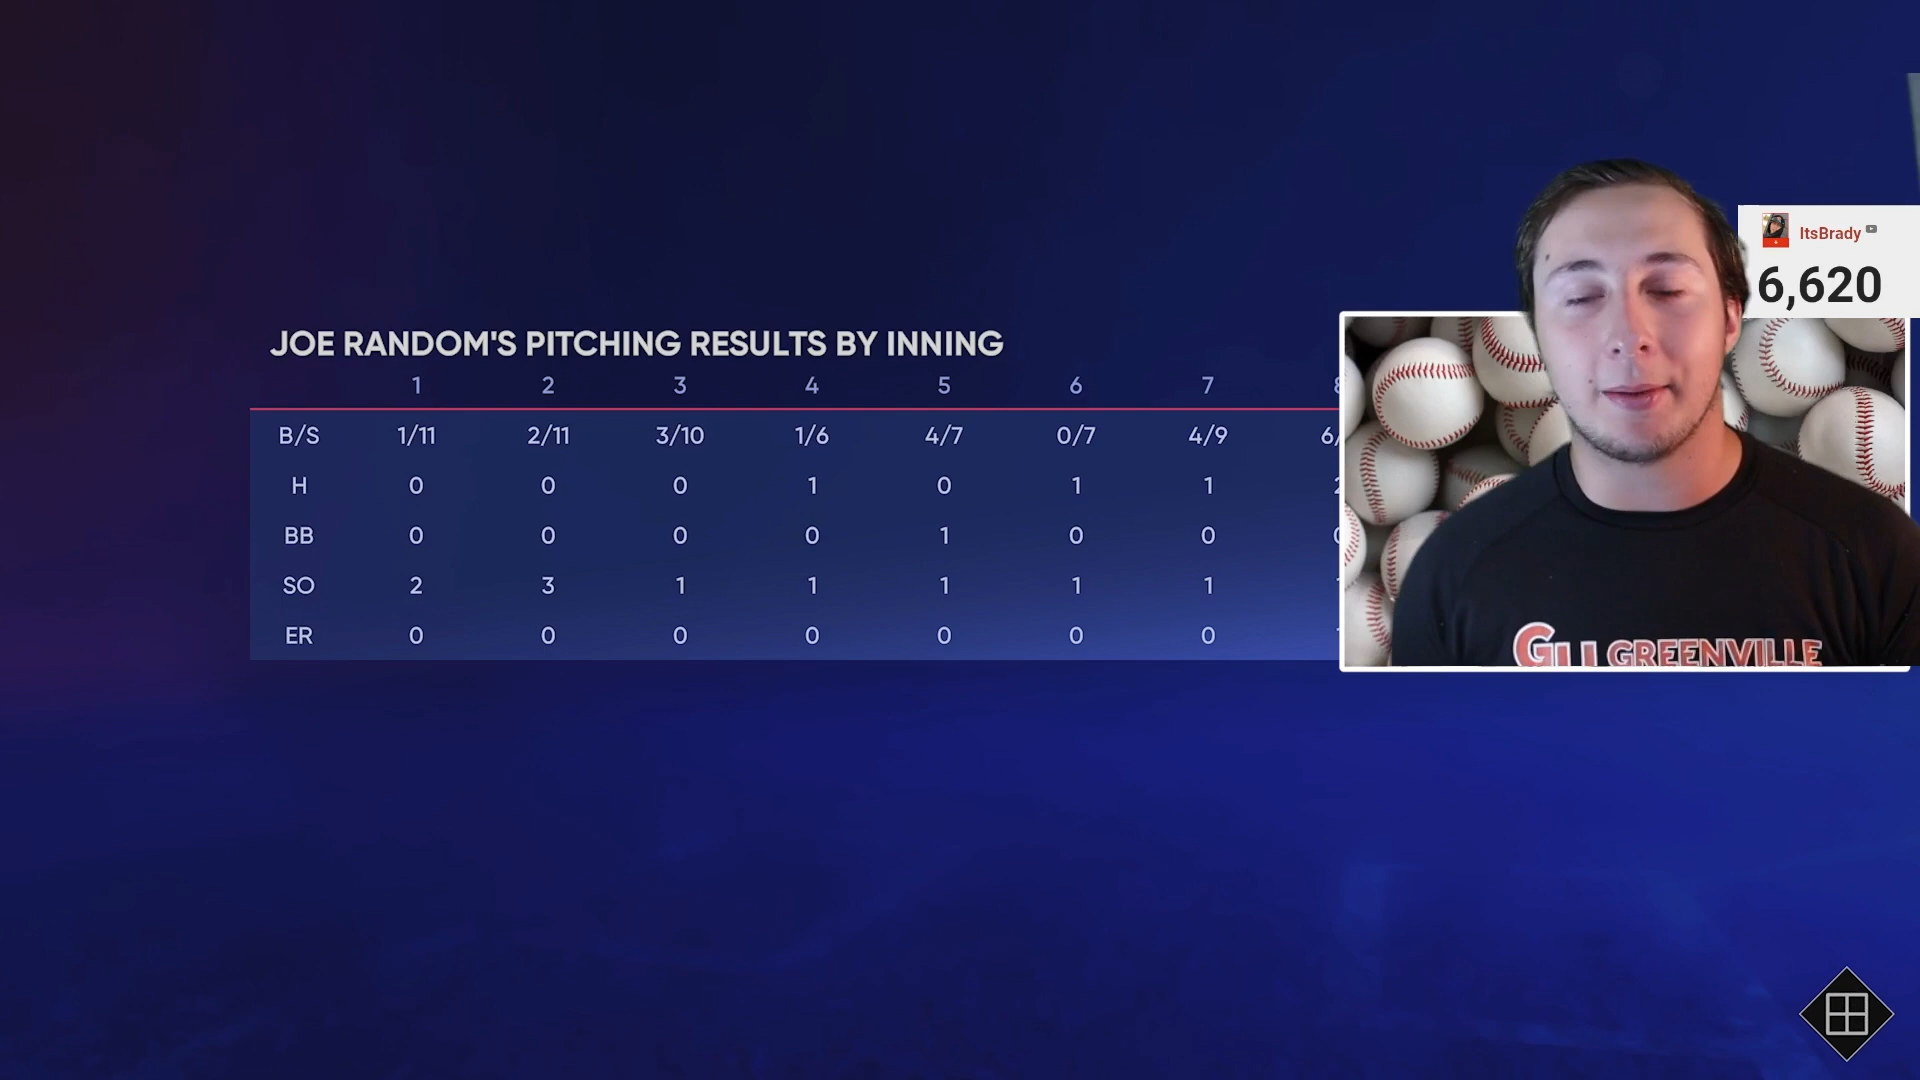 ItsBrady
6,620
JOE RANDOM'S PITCHING RESULTS BY INNING
1 2 3 4 5 6 7
B/S 1/11 2/11 3/10 1/6 4/7 0/7 4/9
H 0 0 0 1 0 1 1
BB 0 0 0 0 1 0 0
SO 2 3 1 1 1 1 1
ER 0 0 0 0 0 0 0
GREENVILLE